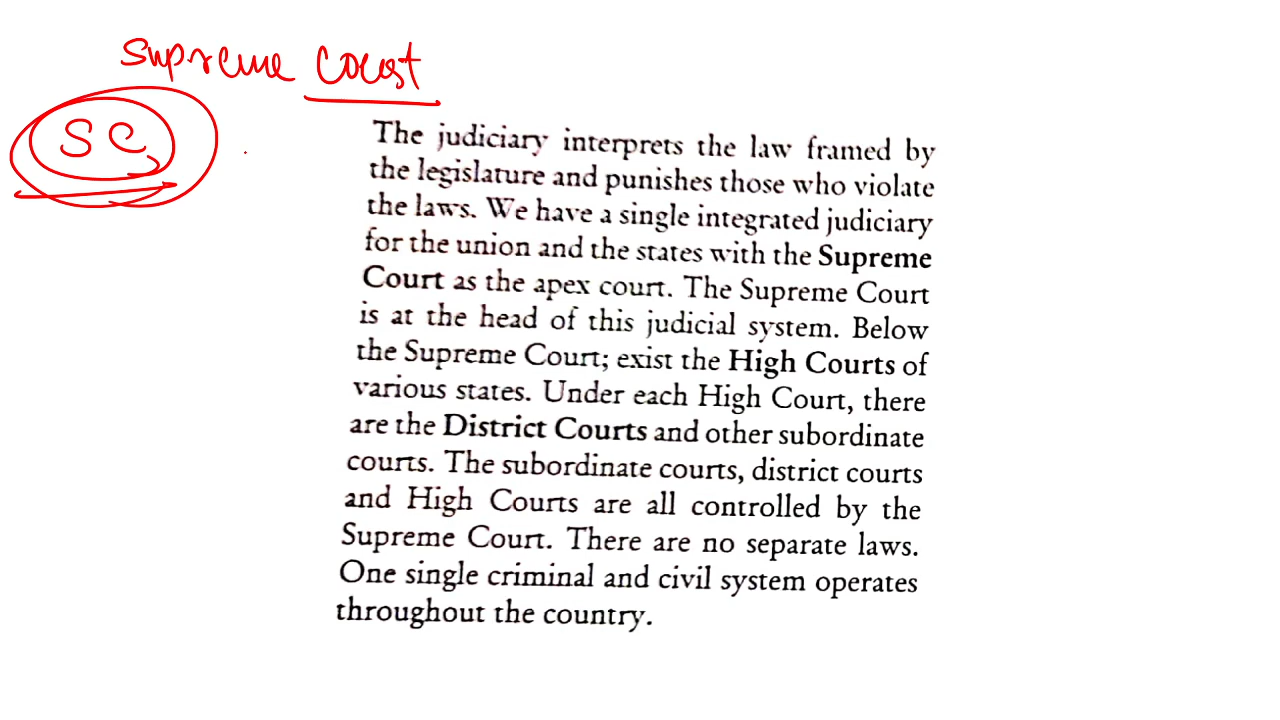 Supreme Court
SC
The judiciary interprets the law framed by
the legislature and punishes those who violate
the laws. We have a single integrated judiciary
for the union and the states with the Supreme
Court as the apex court. The Supreme Court
is at the head of this judicial system. Below
the Supreme Court; exist the High Courts of
various states. Under each High Court, there
are the District Courts and other subordinate
courts. The subordinate courts, district courts
and High Courts are all controlled by the
Supreme Court. There are no separate laws.
One single criminal and civil system operates
throughout the country.